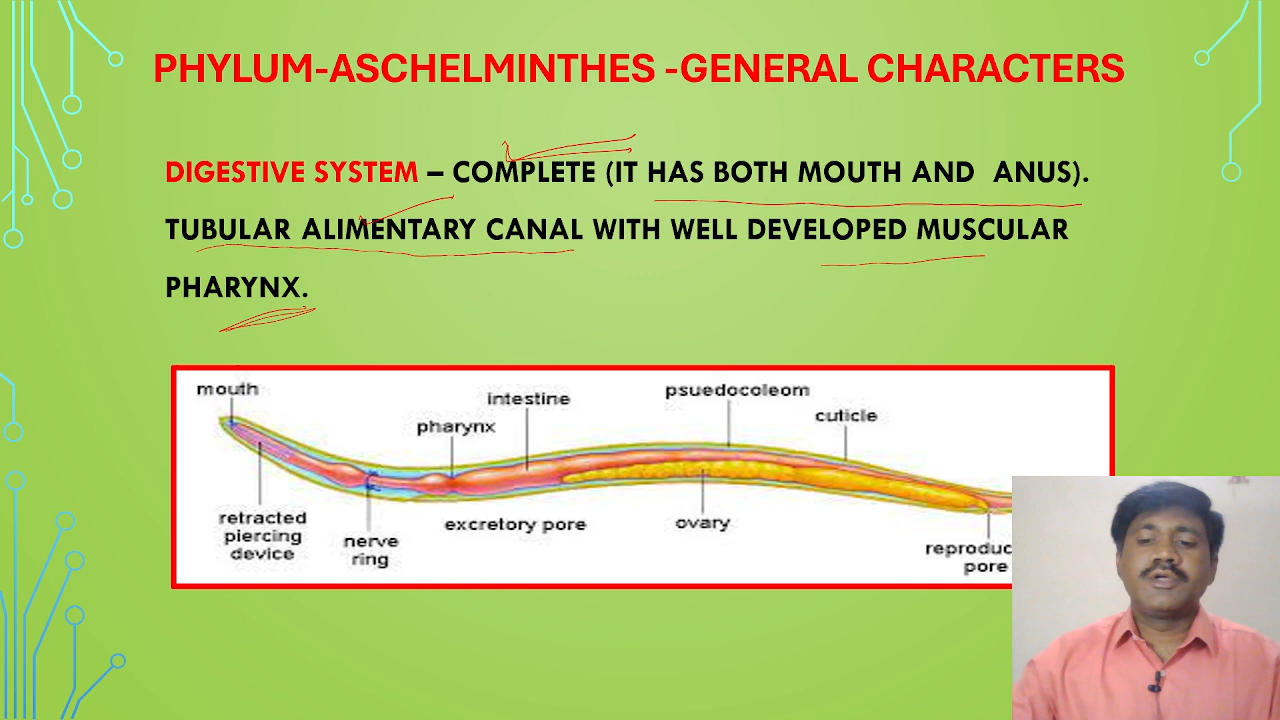 PHYLUM-ASCHELMINTHES -GENERAL CHARACTERS
DIGESTIVE SYSTEM – COMPLETE (IT HAS BOTH MOUTH AND ANUS).
TUBULAR ALIMENTARY CANAL WITH WELL DEVELOPED MUSCULAR
PHARYNX.
mouth
intestine
psuedocoleom
pharynx
cuticle
retracted
piercing
device
nerve
ring
excretory pore
ovary
reproduc
pore